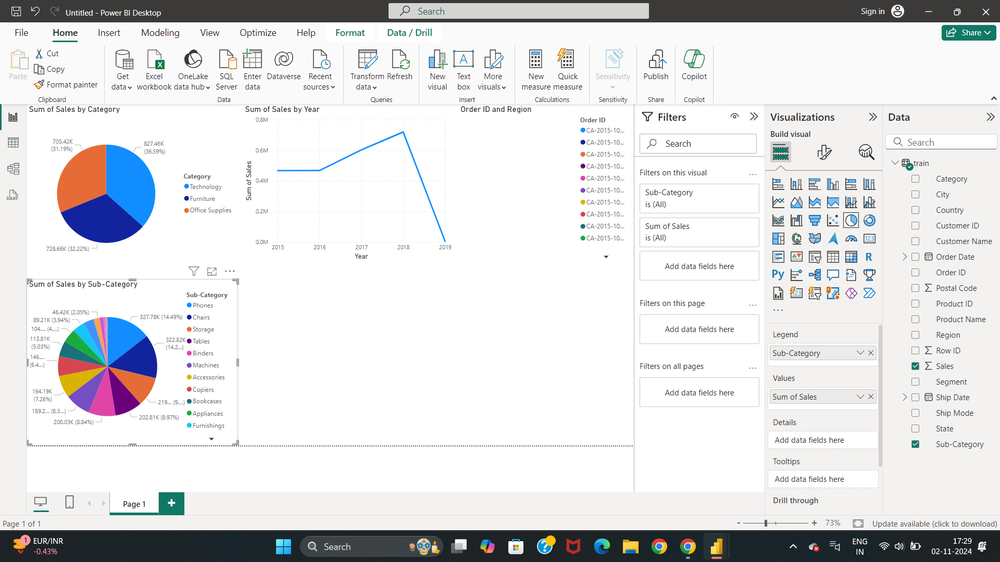 Untitled - Power BI Desktop
Search
Sign in
File
Home
Insert
Modeling
View
Optimize
Help
Format
Data / Drill
Share
Paste
Cut
Copy
Format painter
Clipboard
Get
data
Excel
workbook
OneLake
data hub
SQL
Server
Enter
data
Dataverse
Recent
sources
Data
Transform
data
Refresh
Queries
New
visual
Text
box
More
visuals
Insert
New
measure
Quick
measure
Calculations
Sensitivity
Sensitivity
Publish
Share
Copilot
Copilot
Sum of Sales by Category
705.42K
(31.19%)
827.46K
(36.59%)
728.66K (32.22%)
Category
Technology
Furniture
Office Supplies
Sum of Sales by Year
Sum of Sales
0.8M
0.6M
0.4M
0.2M
0.0M
2015
2016
2017
2018
2019
Year
Order ID and Region
Order ID
CA-2015-10...
CA-2015-10...
CA-2015-10...
CA-2015-10...
CA-2015-10...
CA-2015-10...
CA-2015-10...
CA-2015-10...
CA-2015-10...
CA-2015-10...
Sum of Sales by Sub-Category
46.42K (2.05%)
89.21K (3.94%)
104.... (4....)
113.81K
(5.03%)
146....
(6.4...)
164.19K
(7.26%)
189.2... (8.3...)
200.03K (8.84%)
327.78K (14.49%)
322.82K
(14.2...)
219... (9....)
202.81K (8.97%)
Sub-Category
Phones
Chairs
Storage
Tables
Binders
Machines
Accessories
Copiers
Bookcases
Appliances
Furnishings
Filters
Search
Filters on this visual
Sub-Category
is (All)
Sum of Sales
is (All)
Add data fields here
Filters on this page
Add data fields here
Filters on all pages
Add data fields here
Visualizations
Build visual
123
R
Py
123
Legend
Sub-Category
Values
Sum of Sales
Details
Add data fields here
Tooltips
Add data fields here
Drill through
Data
Search
train
Category
City
Country
Customer ID
Customer Name
Order Date
Order ID
Postal Code
Product ID
Product Name
Region
Row ID
Sales
Segment
Ship Date
Ship Mode
State
Sub-Category
DAX
Page 1
Page 1 of 1
73%
Update available (click to download)
1
EUR/INR
-0.43%
Search
ENG
IN
17:29
02-11-2024